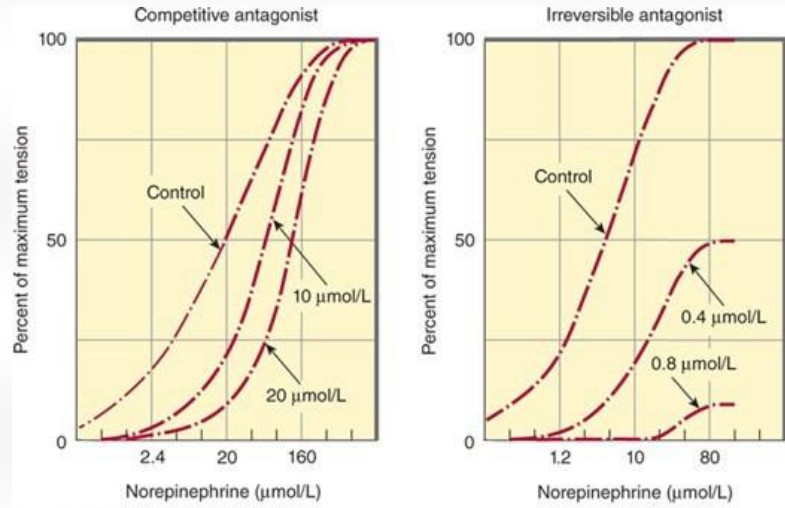 Competitive antagonist
100
50
0
Percent of maximum tension
Control
10 μmol/L
20 μmol/L
2.4
20
160
Norepinephrine (μmol/L)
Irreversible antagonist
100
50
0
Percent of maximum tension
Control
0.4 μmol/L
0.8 μmol/L
1.2
10
80
Norepinephrine (μmol/L)